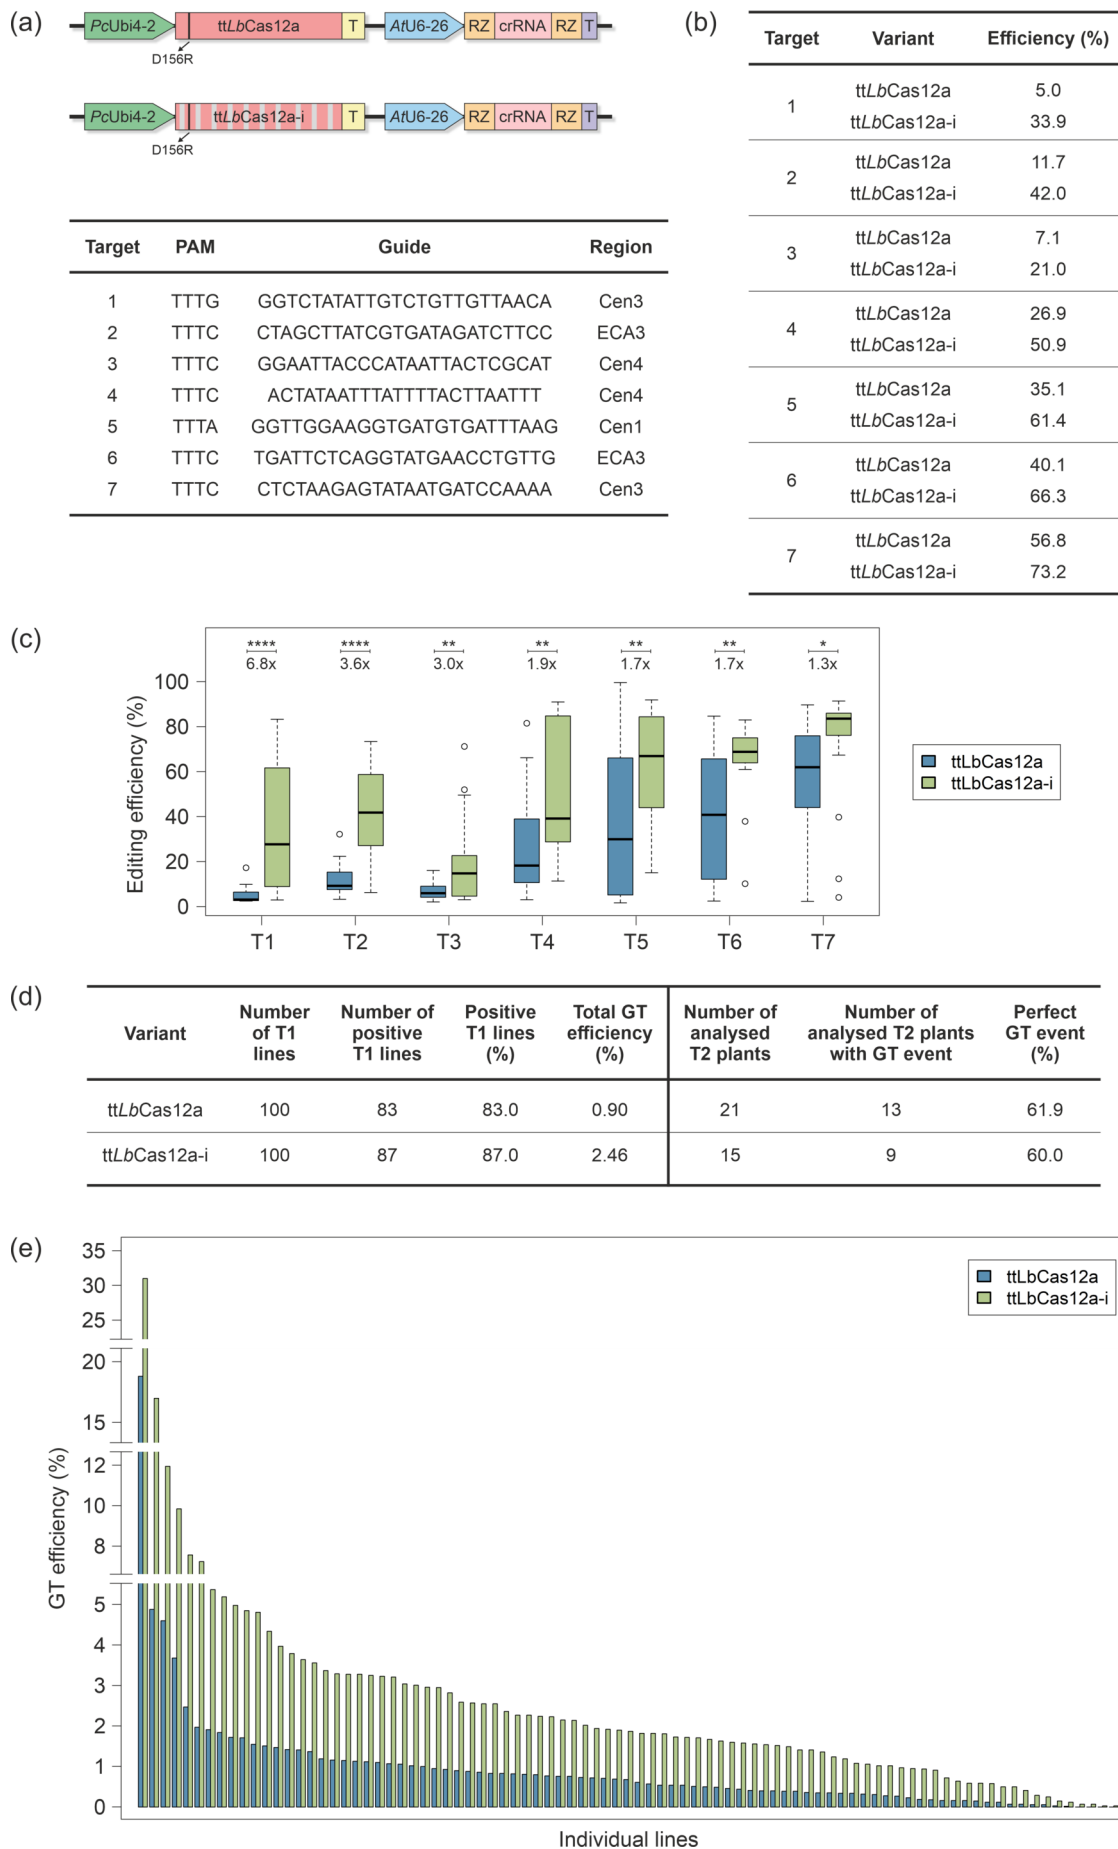 (a)
PcUbi4-2 ttLbCas12a T AtU6-26 RZ crRNA RZ T
D156R
PcUbi4-2 ttLbCas12a-i T AtU6-26 RZ crRNA RZ T
D156R
Target PAM Guide Region
1 TTTG GGTCTATATTGTCTGTTGTTAACA Cen3
2 TTTC CTAGCTTATCGTGATAGATCTTCC ECA3
3 TTTC GGAATTACCCATAATTACTCGCAT Cen4
4 TTTC ACTATAATTTATTTTACTTAATTT Cen4
5 TTTA GGTTGGAAGGTGATGTGATTTAAG Cen1
6 TTTC TGATTCTCAGGTATGAACCTGTTG ECA3
7 TTTC CTCTAAGAGTATAATGATCCAAAA Cen3
(b)
Target Variant Efficiency (%)
1
ttLbCas12a 5.0
ttLbCas12a-i 33.9
2
ttLbCas12a 11.7
ttLbCas12a-i 42.0
3
ttLbCas12a 7.1
ttLbCas12a-i 21.0
4
ttLbCas12a 26.9
ttLbCas12a-i 50.9
5
ttLbCas12a 35.1
ttLbCas12a-i 61.4
6
ttLbCas12a 40.1
ttLbCas12a-i 66.3
7
ttLbCas12a 56.8
ttLbCas12a-i 73.2
(c)
**** **** ** ** ** ** *
6.8x 3.6x 3.0x 1.9x 1.7x 1.7x 1.3x
Editing efficiency (%)
100
80
60
40
20
0
T1 T2 T3 T4 T5 T6 T7
ttLbCas12a
ttLbCas12a-i
(d)
Variant
Number of T1 lines
Number of positive T1 lines
Positive T1 lines (%)
Total GT efficiency (%)
Number of analysed T2 plants
Number of analysed T2 plants with GT event
Perfect GT event (%)
ttLbCas12a 100 83 83.0 0.90 21 13 61.9
ttLbCas12a-i 100 87 87.0 2.46 15 9 60.0
(e)
GT efficiency (%)
35
30
25
20
15
12
10
8
5
4
3
2
1
0
ttLbCas12a
ttLbCas12a-i
Individual lines